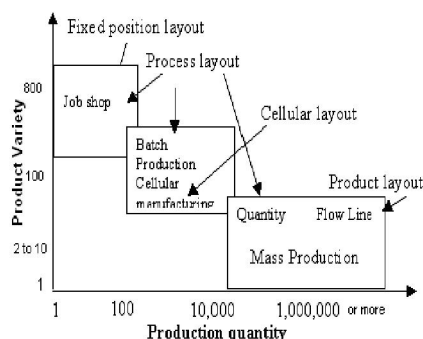 Fixed position layout
Process layout
Product Variety
800
Job shop
Cellular layout
Batch
Production
Cellular
manufacturing
100
Product layout
Quantity Flow Line
2 to 10
Mass Production
1
1 100 10,000 1,000,000 or more
Production quantity